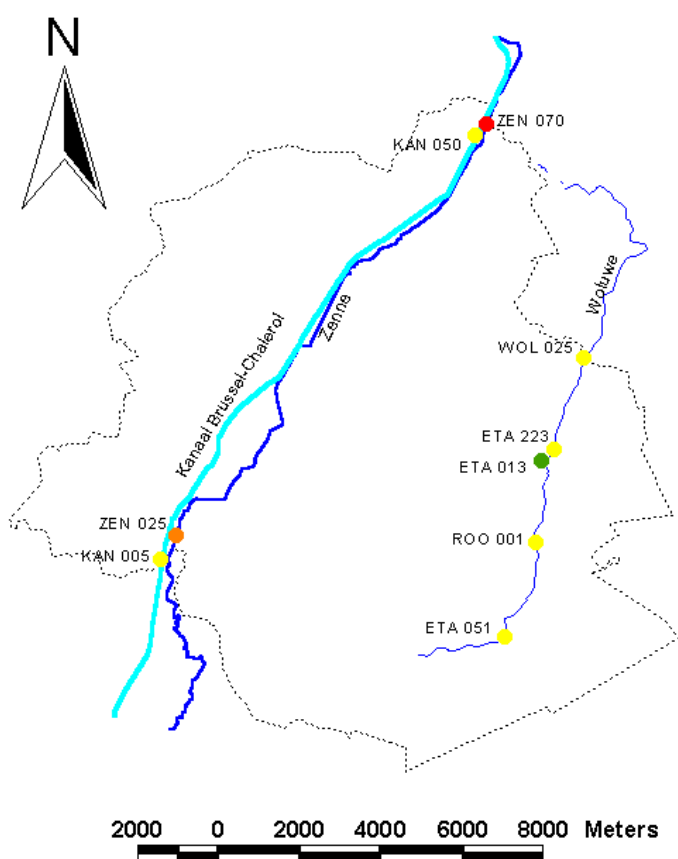 N
ZEN 070
KAN 050
Woluwe
WOL 025
Zenne
Kanaal Brussel-Chalerol
ETA 223
ETA 013
ZEN 025
ROO 001
KAN 005
ETA 051
2000 0 2000 4000 6000 8000 Meters